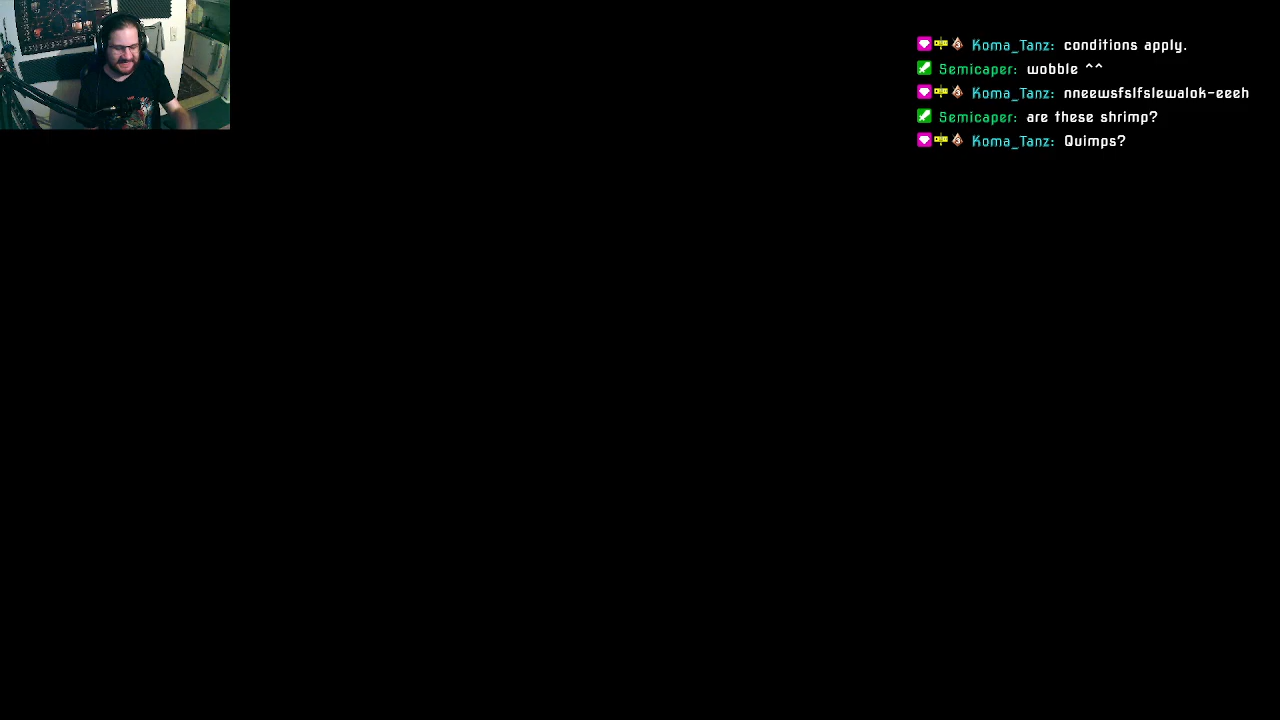 Koma_Tanz: conditions apply.
Semicaper: wobble ^^
Koma_Tanz: nneewsfslfslewalok-eeeh
Semicaper: are these shrimp?
Koma_Tanz: Quimps?